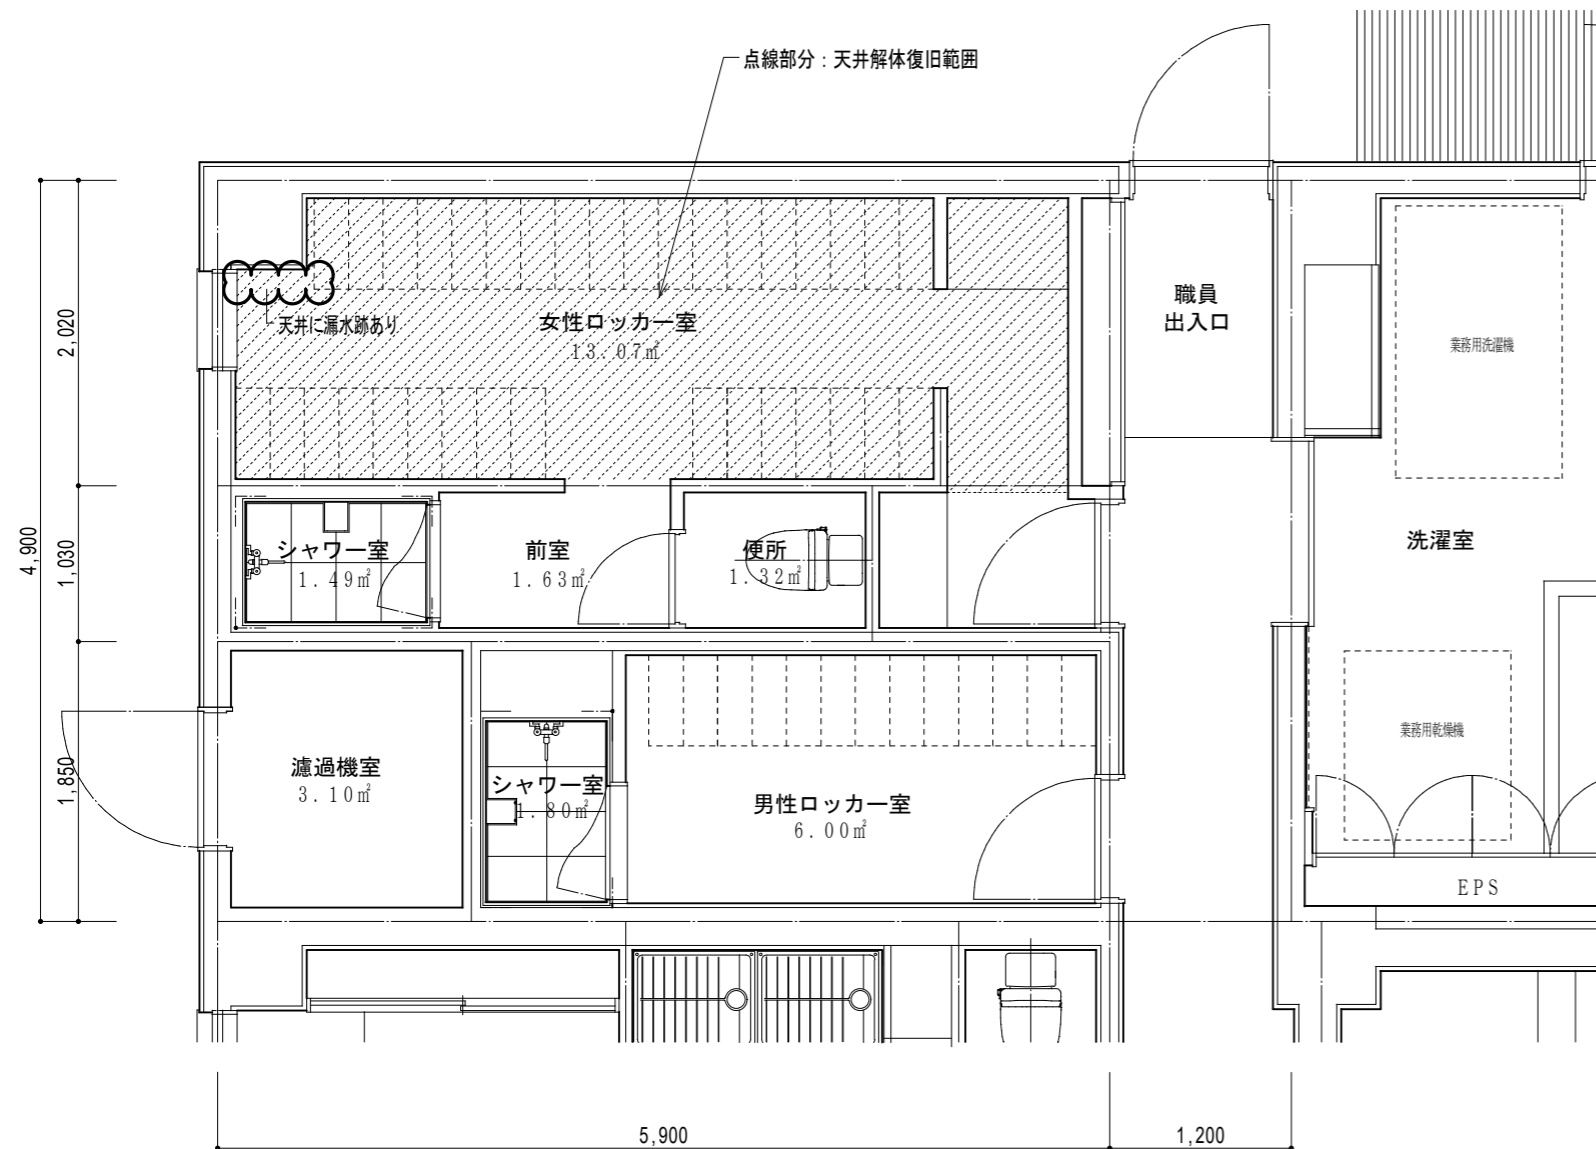 点線部分：天井解体復旧範囲
職員
出入口
女性ロッカー室
13.07㎡
天井に漏水跡あり
業務用洗濯機
2,020
4,900
1,030
1,850
シャワー室
1.49㎡
前室
1.63㎡
便所
1.32㎡
洗濯室
濾過機室
3.10㎡
シャワー室
1.80㎡
男性ロッカー室
6.00㎡
業務用乾燥機
EPS
5,900
1,200